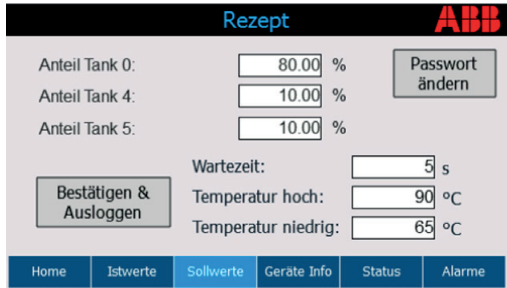 Rezept ABB
Anteil Tank 0: 80.00 %
Anteil Tank 4: 10.00 %
Anteil Tank 5: 10.00 %
Passwort
ändern
Wartezeit: 5 s
Temperatur hoch: 90 °C
Temperatur niedrig: 65 °C
Bestätigen &
Ausloggen
Home Istwerte Sollwerte Geräte Info Status Alarme